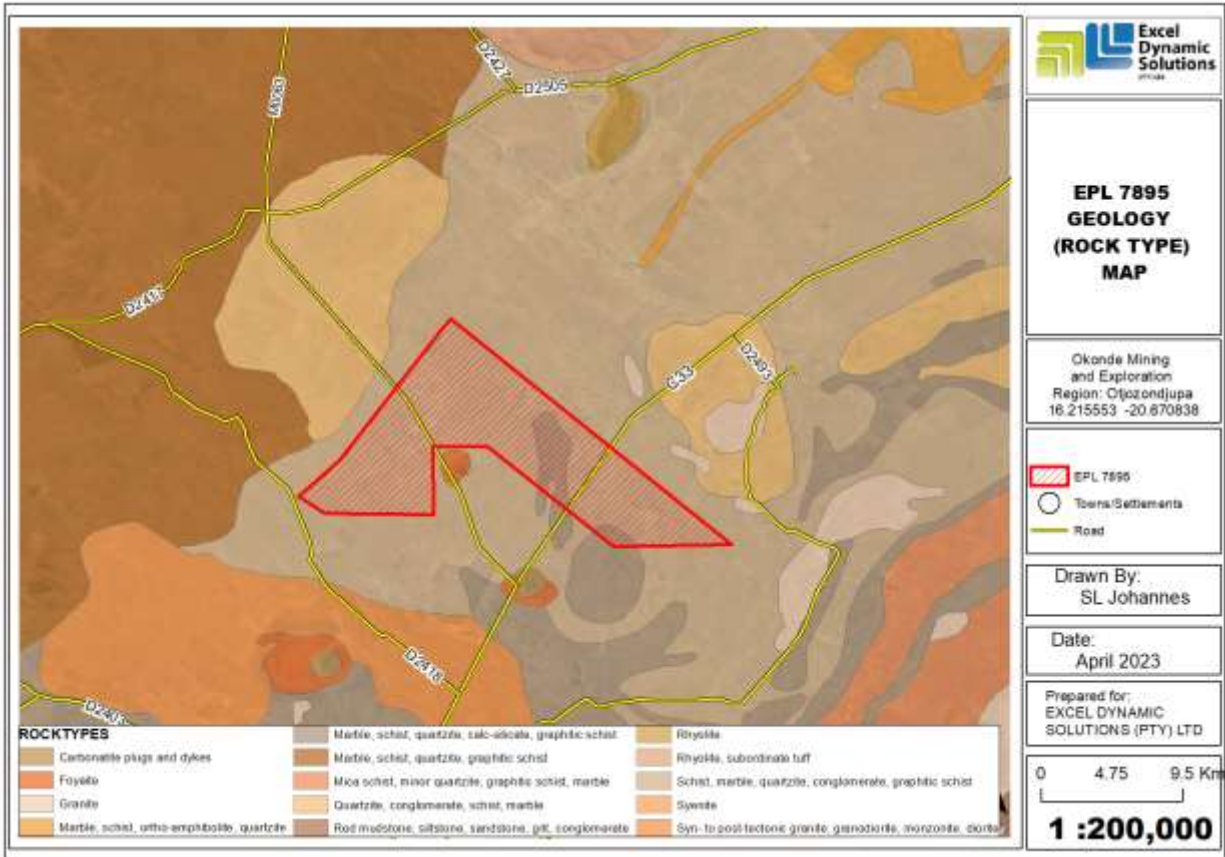 M63
D2427
D2505
D2417
C33
D2493
D2418
D2403
ROCKTYPES
Carbonatite plugs and dykes
Foyaite
Granite
Marble, schist, ortho-amphibolite, quartzite
Marble, schist, quartzite, calc-silicate, graphitic schist
Marble, schist, quartzite, graphitic schist
Mica schist, minor quartzite, graphitic schist, marble
Quartzite, conglomerate, schist, marble
Red mudstone, siltstone, sandstone, grit, conglomerate
Rhyolite
Rhyolite, subordinate tuff
Schist, marble, quartzite, conglomerate, graphitic schist
Syenite
Syn- to post-tectonic granite, granodiorite, monzonite, diorite
Excel
Dynamic
Solutions
EPL 7895
GEOLOGY
(ROCK TYPE)
MAP
Okonde Mining
and Exploration
Region: Otjozondjupa
16.215553 -20.670838
EPL 7895
Towns/Settlements
Road
Drawn By:
SL Johannes
Date:
April 2023
Prepared for:
EXCEL DYNAMIC
SOLUTIONS (PTY) LTD
0 4.75 9.5 Km
1 :200,000